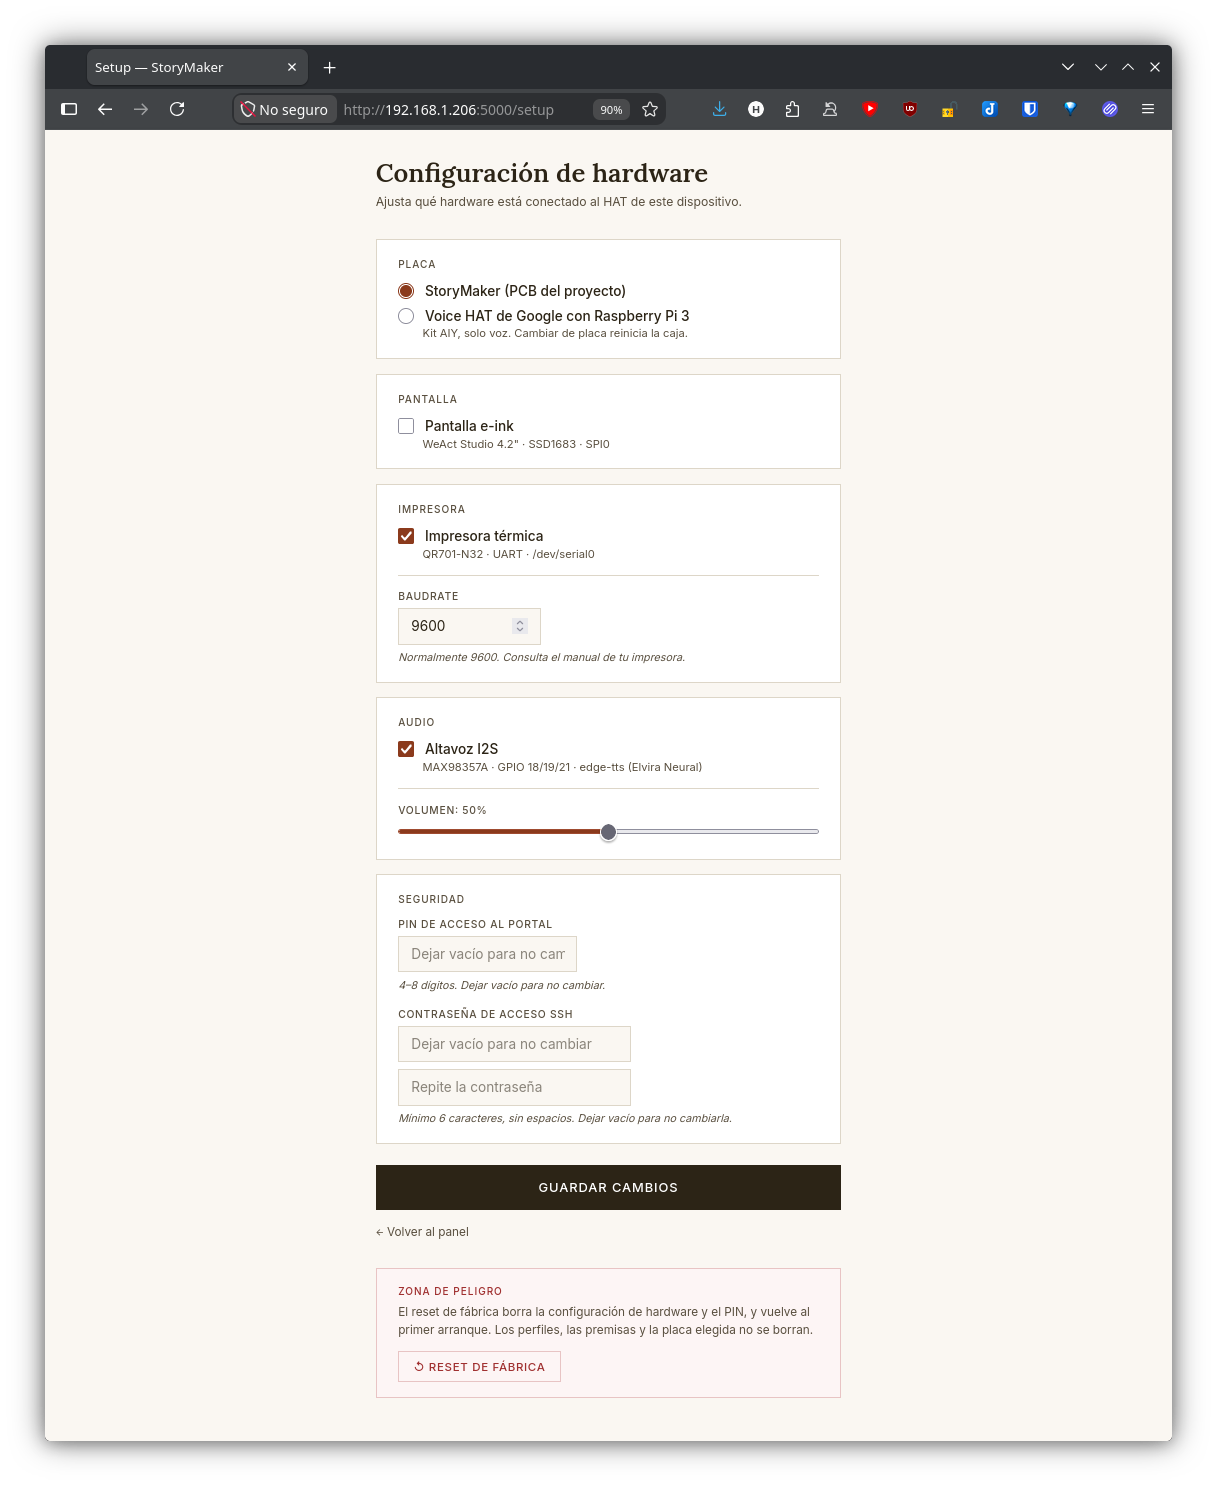 Setup — StoryMaker
No seguro
http://192.168.1.206:5000/setup
90%
Configuración de hardware
Ajusta qué hardware está conectado al HAT de este dispositivo.
PLACA
StoryMaker (PCB del proyecto)
Voice HAT de Google con Raspberry Pi 3
Kit AIY, solo voz. Cambiar de placa reinicia la caja.
PANTALLA
Pantalla e-ink
WeAct Studio 4.2" · SSD1683 · SPI0
IMPRESORA
Impresora térmica
QR701-N32 · UART · /dev/serial0
BAUDRATE
9600
Normalmente 9600. Consulta el manual de tu impresora.
AUDIO
Altavoz I2S
MAX98357A · GPIO 18/19/21 · edge-tts (Elvira Neural)
VOLUMEN: 50%
SEGURIDAD
PIN DE ACCESO AL PORTAL
Dejar vacío para no cam
4–8 dígitos. Dejar vacío para no cambiar.
CONTRASEÑA DE ACCESO SSH
Dejar vacío para no cambiar
Repite la contraseña
Mínimo 6 caracteres, sin espacios. Dejar vacío para no cambiarla.
GUARDAR CAMBIOS
← Volver al panel
ZONA DE PELIGRO
El reset de fábrica borra la configuración de hardware y el PIN, y vuelve al
primer arranque. Los perfiles, las premisas y la placa elegida no se borran.
↺ RESET DE FÁBRICA